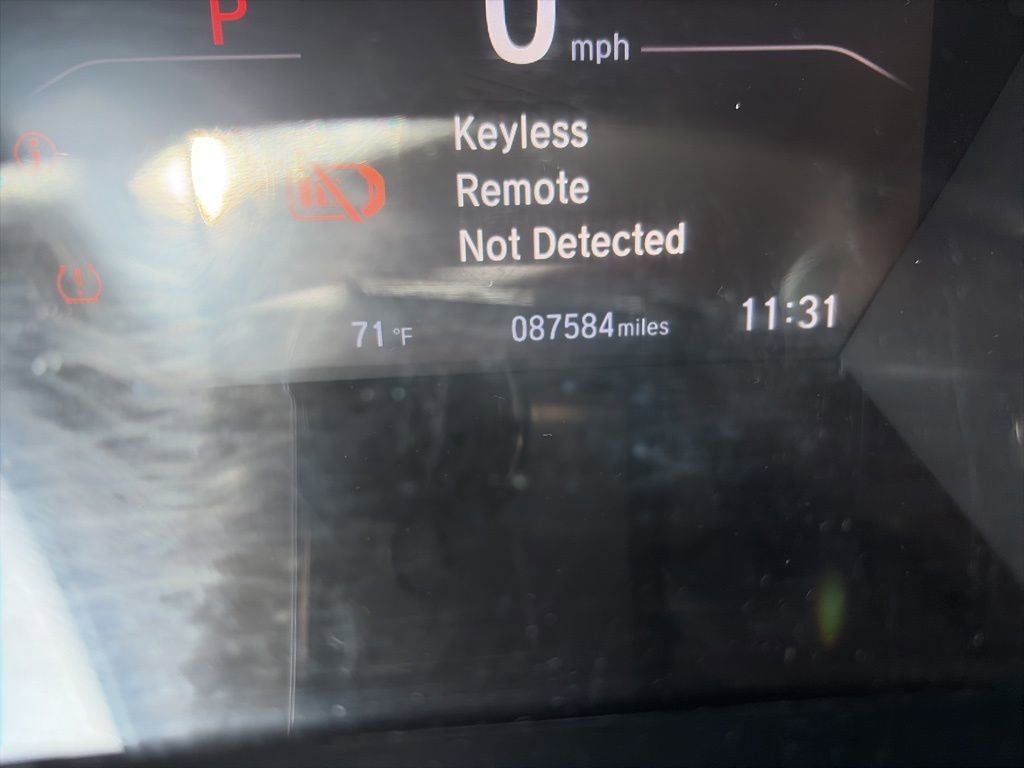 P
0 mph
Keyless
Remote
Not Detected
71 °F 087584 miles 11:31